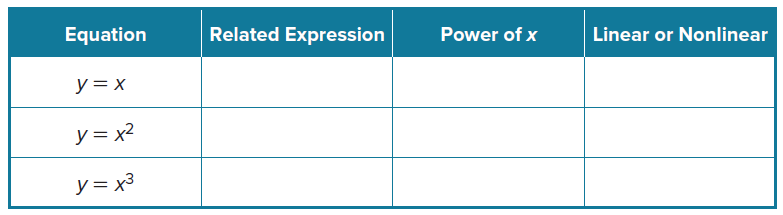 Equation Related Expression Power of x Linear or Nonlinear
y = x
y = x²
y = x³